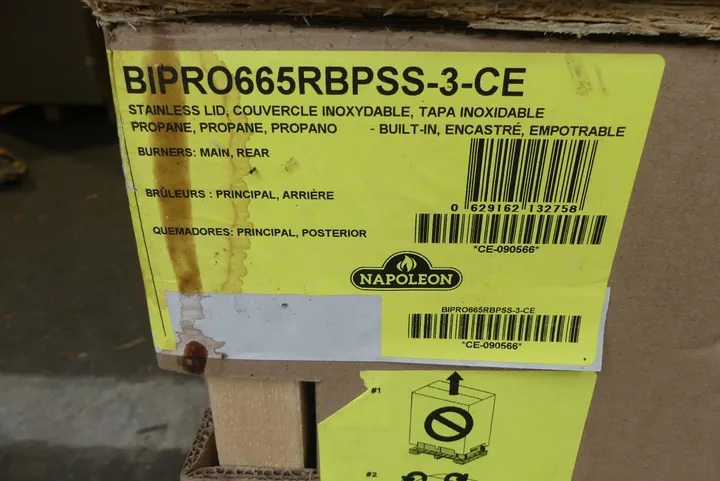 BIPRO665RBPSS-3-CE
STAINLESS LID, COUVERCLE INOXYDABLE, TAPA INOXIDABLE
PROPANE, PROPANE, PROPANO - BUILT-IN, ENCASTRÉ, EMPOTRABLE
BURNERS: MAIN, REAR
BRÛLEURS : PRINCIPAL, ARRIÈRE
QUEMADORES: PRINCIPAL, POSTERIOR
0 629162 132758
*CE-090566*
NAPOLEON
BIPRO665RBPSS-3-CE
*CE-090566*
#1
#2